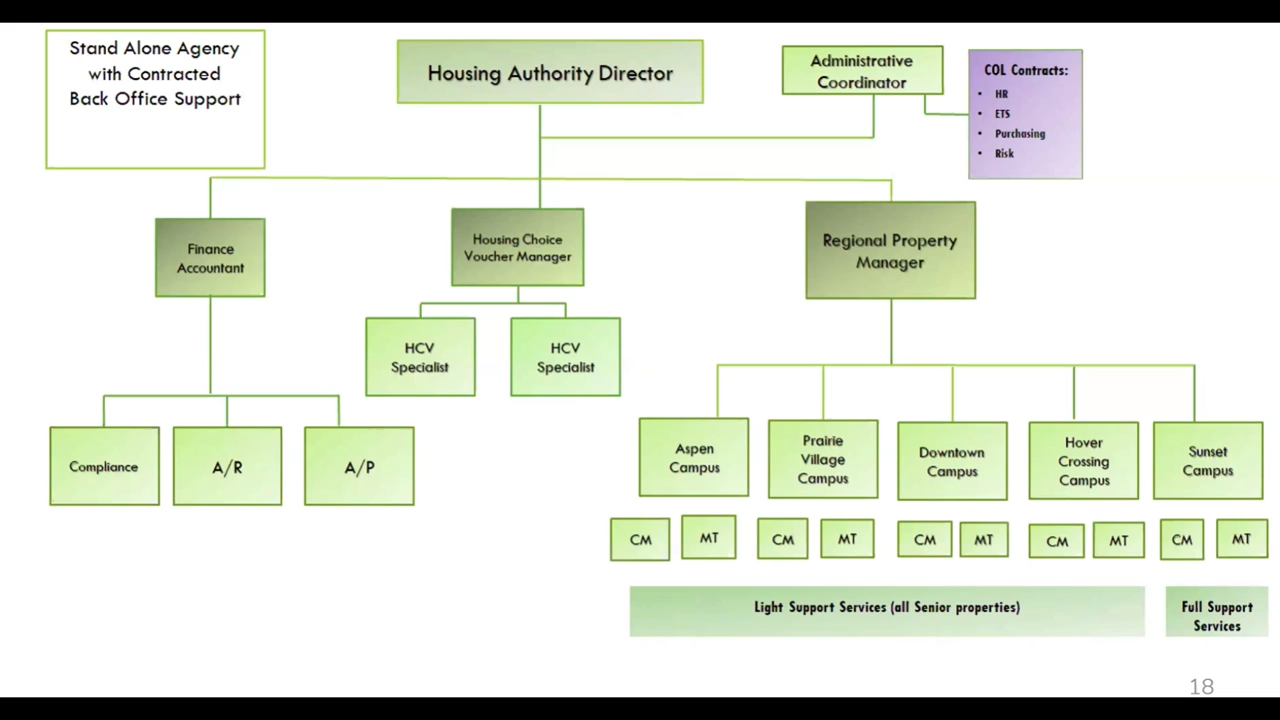 Stand Alone Agency
with Contracted
Back Office Support
Housing Authority Director
Administrative
Coordinator
COL Contracts:
• HR
• ETS
• Purchasing
• Risk
Finance
Accountant
Housing Choice
Voucher Manager
Regional Property
Manager
HCV
Specialist
HCV
Specialist
Compliance
A/R
A/P
Aspen
Campus
Prairie
Village
Campus
Downtown
Campus
Hover
Crossing
Campus
Sunset
Campus
CM
MT
CM
MT
CM
MT
CM
MT
CM
MT
Light Support Services (all Senior properties)
Full Support
Services
18